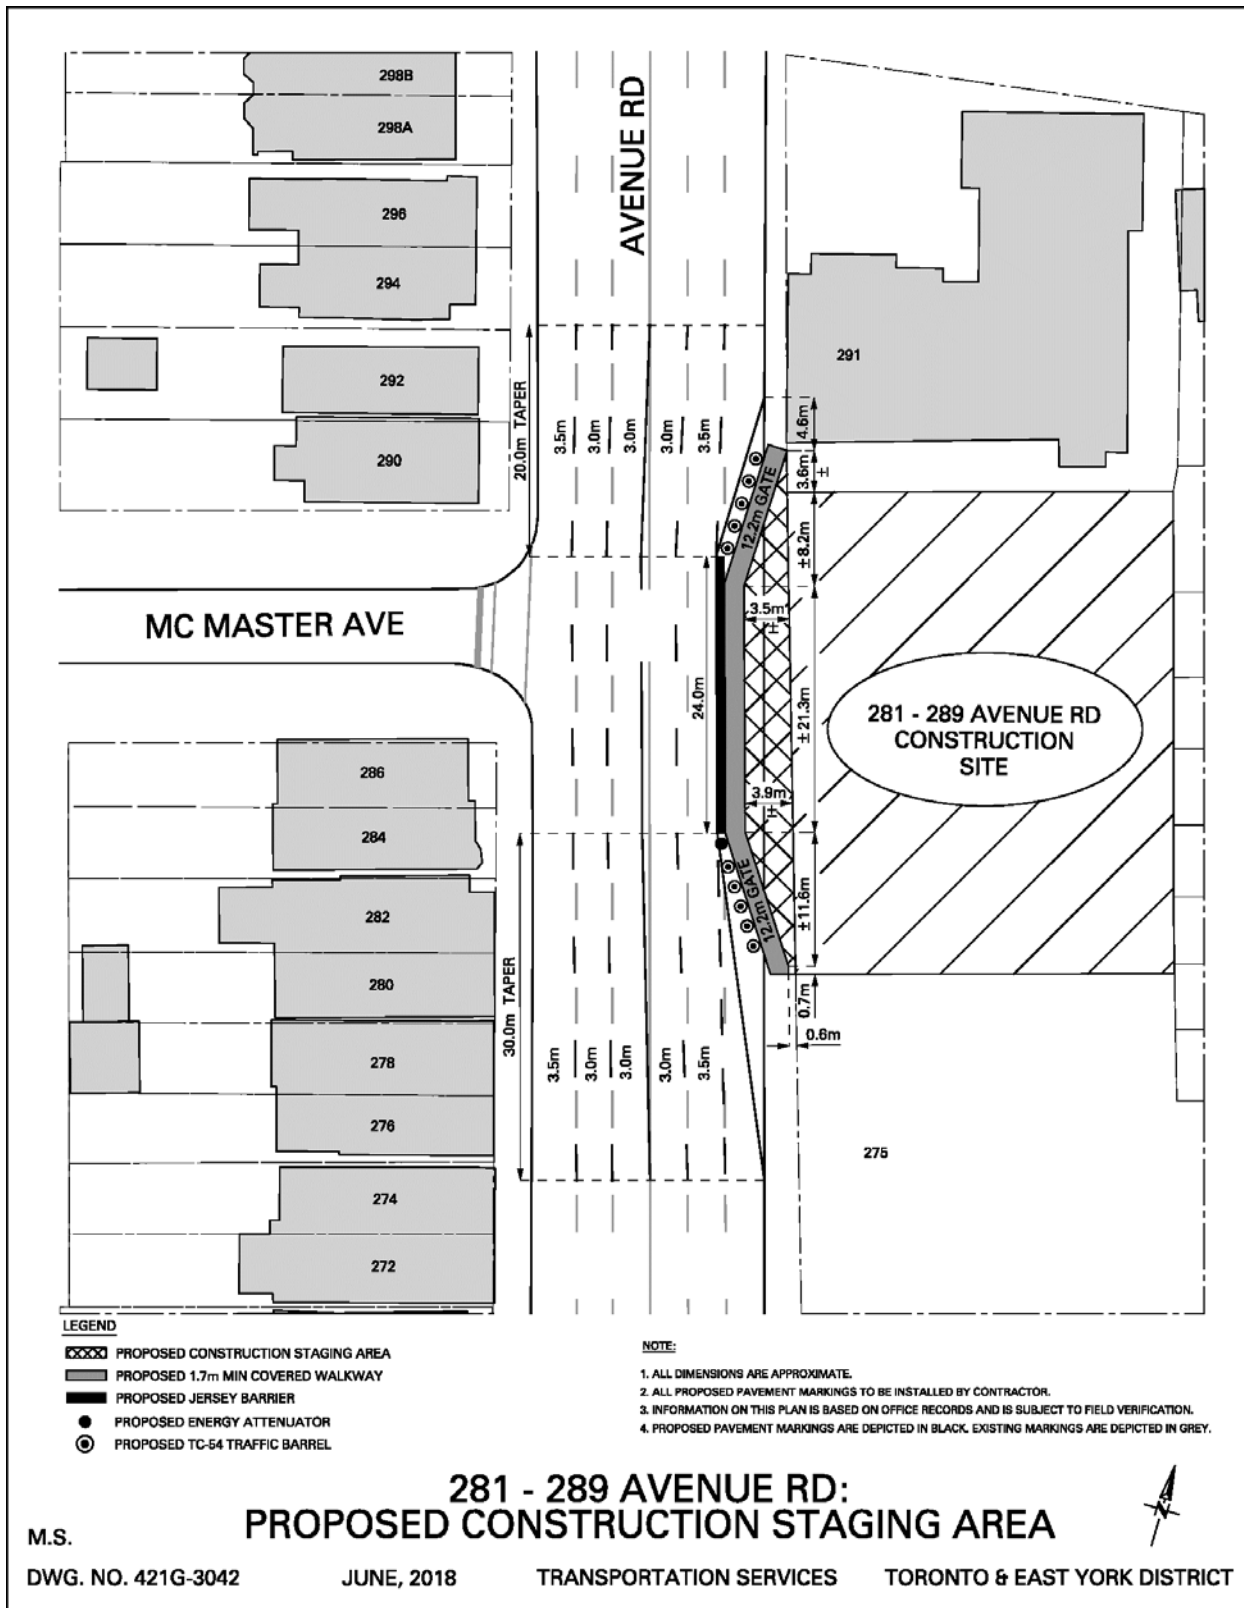 298B
298A
AVENUE RD
296
294
291
292
290
20.0m TAPER
3.5m
3.0m
3.0m
3.0m
3.5m
4.6m
3.6m
±
12.2m GATE
±8.2m
MC MASTER AVE
3.5m
±
24.0m
±21.3m
281 - 289 AVENUE RD
CONSTRUCTION
SITE
3.9m
±
286
284
282
280
278
276
274
272
30.0m TAPER
3.5m
3.0m
3.0m
3.0m
3.5m
12.2m GATE
±11.6m
0.7m
0.6m
275
LEGEND
PROPOSED CONSTRUCTION STAGING AREA
PROPOSED 1.7m MIN COVERED WALKWAY
PROPOSED JERSEY BARRIER
PROPOSED ENERGY ATTENUATOR
PROPOSED TC-54 TRAFFIC BARREL
NOTE:
1. ALL DIMENSIONS ARE APPROXIMATE.
2. ALL PROPOSED PAVEMENT MARKINGS TO BE INSTALLED BY CONTRACTOR.
3. INFORMATION ON THIS PLAN IS BASED ON OFFICE RECORDS AND IS SUBJECT TO FIELD VERIFICATION.
4. PROPOSED PAVEMENT MARKINGS ARE DEPICTED IN BLACK. EXISTING MARKINGS ARE DEPICTED IN GREY.
281 - 289 AVENUE RD:
PROPOSED CONSTRUCTION STAGING AREA
N
M.S.
DWG. NO. 421G-3042 JUNE, 2018 TRANSPORTATION SERVICES TORONTO & EAST YORK DISTRICT